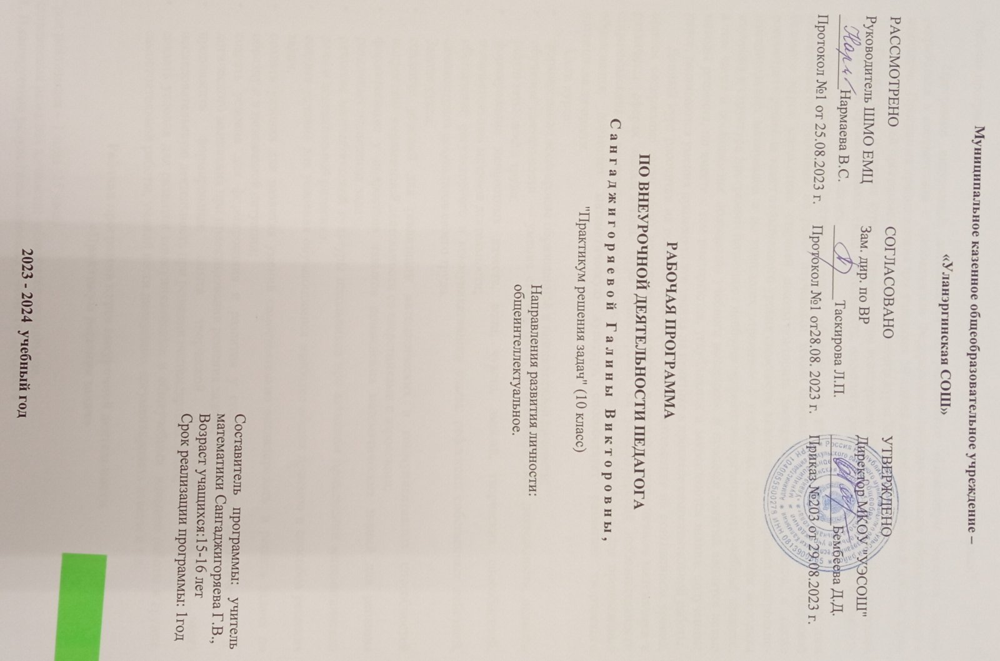 Муниципальное казенное общеобразовательное учреждение –
«Уланэргинская СОШ»
РАССМОТРЕНО
Руководитель ШМО ЕМЦ
Нармаева В.С.
Протокол №1 от 25.08.2023 г.
СОГЛАСОВАНО
Зам. дир. по ВР
Таскирова Л.П.
Протокол №1 от28.08. 2023 г.
УТВЕРЖДЕНО
Директор МКОУ "УЭСОШ"
Бембеева Д.Д.
Приказ №203 от 29.08.2023 г.
РАБОЧАЯ ПРОГРАММА
ПО ВНЕУРОЧНОЙ ДЕЯТЕЛЬНОСТИ ПЕДАГОГА
Сангаджигоряевой Галины Викторовны,
"Практикум решения задач" (10 класс)
Направления развития личности:
общеинтеллектуальное.
Составитель программы: учитель
математики Сангаджигоряева Г.В.,
Возраст учащихся:15-16 лет
Срок реализации программы: 1год
2023 - 2024 учебный год